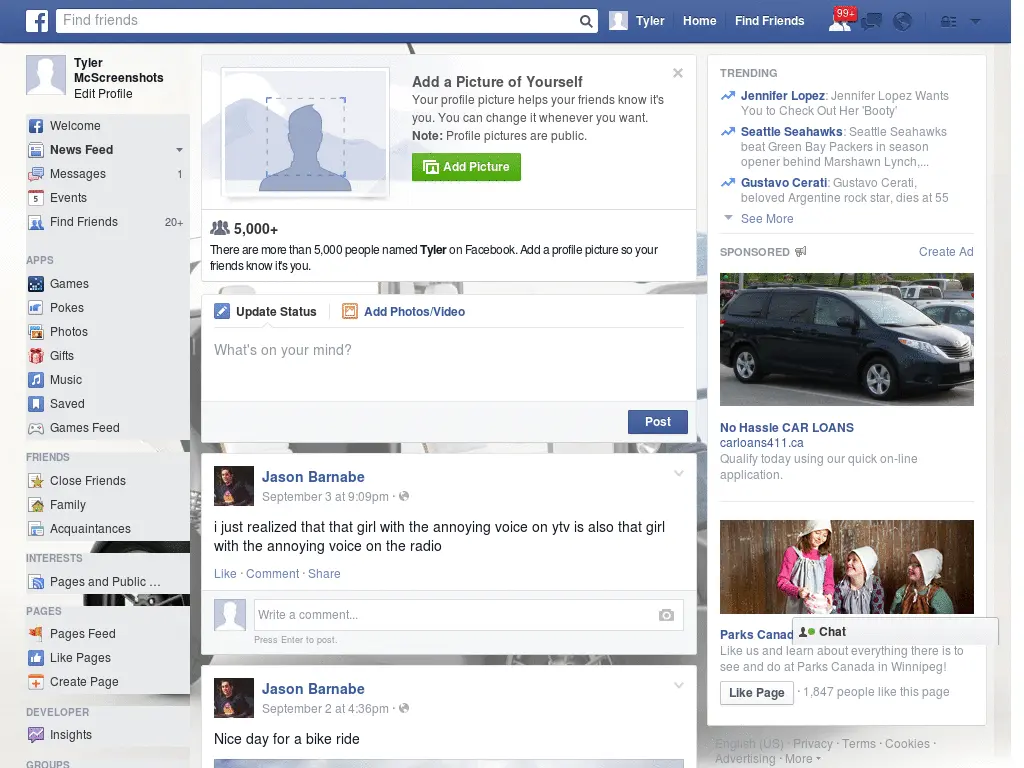 Find friends
Tyler
Home
Find Friends
99+
Tyler
McScreenshots
Edit Profile
Welcome
News Feed
Messages 1
Events
Find Friends 20+
APPS
Games
Pokes
Photos
Gifts
Music
Saved
Games Feed
FRIENDS
Close Friends
Family
Acquaintances
INTERESTS
Pages and Public ...
PAGES
Pages Feed
Like Pages
Create Page
DEVELOPER
Insights
GROUPS
Add a Picture of Yourself
Your profile picture helps your friends know it's
you. You can change it whenever you want.
Note: Profile pictures are public.
Add Picture
5,000+
There are more than 5,000 people named Tyler on Facebook. Add a profile picture so your
friends know it's you.
Update Status
Add Photos/Video
What's on your mind?
Post
Jason Barnabe
September 3 at 9:09pm ·
i just realized that that girl with the annoying voice on ytv is also that girl
with the annoying voice on the radio
Like · Comment · Share
Write a comment...
Press Enter to post.
Jason Barnabe
September 2 at 4:36pm ·
Nice day for a bike ride
TRENDING
Jennifer Lopez: Jennifer Lopez Wants
You to Check Out Her 'Booty'
Seattle Seahawks: Seattle Seahawks
beat Green Bay Packers in season
opener behind Marshawn Lynch,...
Gustavo Cerati: Gustavo Cerati,
beloved Argentine rock star, dies at 55
See More
SPONSORED
Create Ad
No Hassle CAR LOANS
carloans411.ca
Qualify today using our quick on-line
application.
Parks Canad
Chat
Like us and learn about everything there is to
see and do at Parks Canada in Winnipeg!
Like Page · 1,847 people like this page
English (US) · Privacy · Terms · Cookies ·
Advertising · More